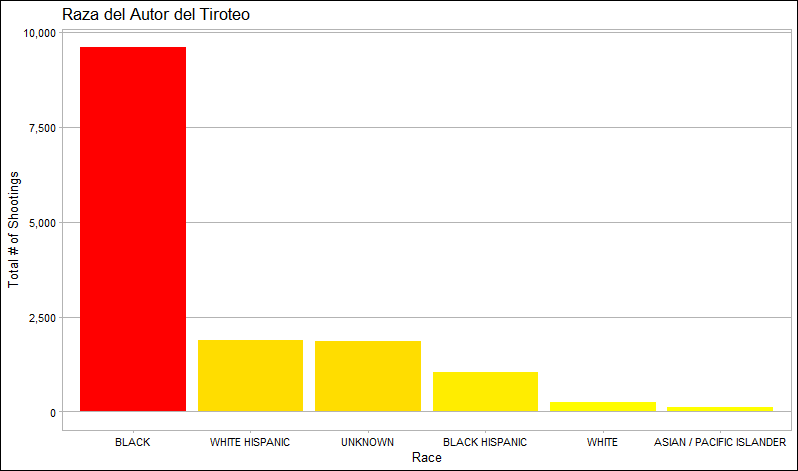 Raza del Autor del Tiroteo
10,000
7,500
5,000
2,500
0
Total # of Shootings
BLACK
WHITE HISPANIC
UNKNOWN
BLACK HISPANIC
WHITE
ASIAN / PACIFIC ISLANDER
Race